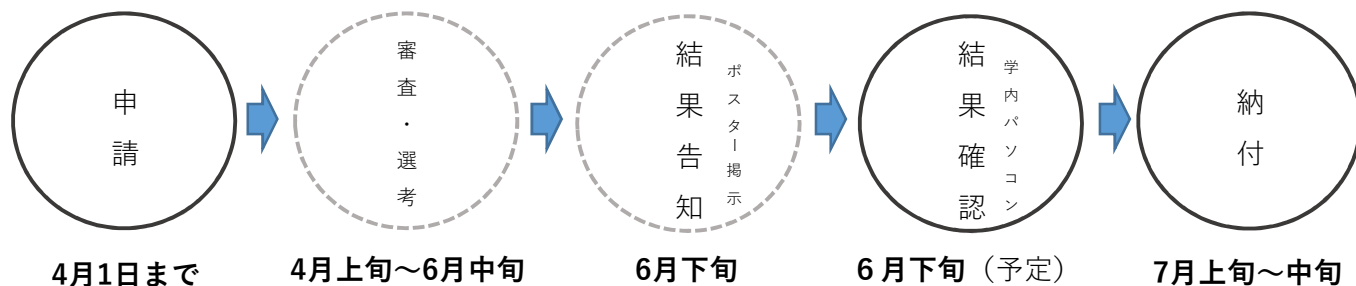 申請
審査・選考
結果告知
ポスター掲示
結果確認
学内パソコン
納付
4月1日まで
4月上旬～6月中旬
6月下旬
６月下旬（予定）
7月上旬～中旬